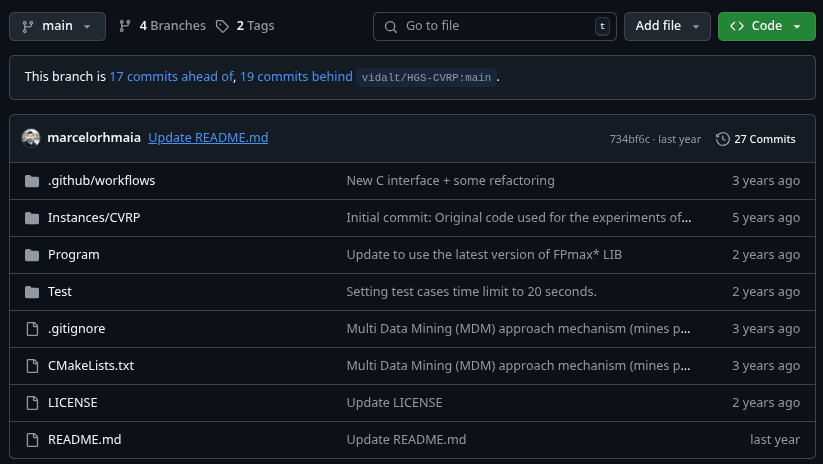 main 4 Branches 2 Tags Go to file t Add file Code
This branch is 17 commits ahead of, 19 commits behind vidalt/HGS-CVRP:main.
marcelorhmaia Update README.md 734bf6c · last year 27 Commits
.github/workflows New C interface + some refactoring 3 years ago
Instances/CVRP Initial commit: Original code used for the experiments of… 5 years ago
Program Update to use the latest version of FPmax* LIB 2 years ago
Test Setting test cases time limit to 20 seconds. 2 years ago
.gitignore Multi Data Mining (MDM) approach mechanism (mines p… 3 years ago
CMakeLists.txt Multi Data Mining (MDM) approach mechanism (mines p… 3 years ago
LICENSE Update LICENSE 2 years ago
README.md Update README.md last year